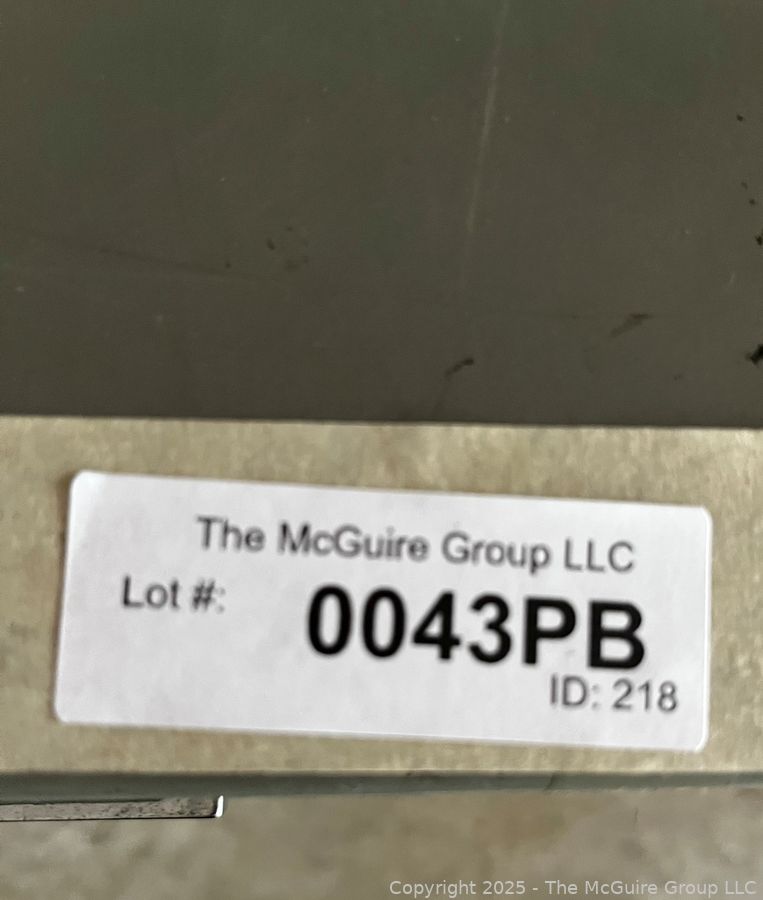 The McGuire Group LLC
Lot #:
0043PB
ID: 218
Copyright 2025 - The McGuire Group LLC